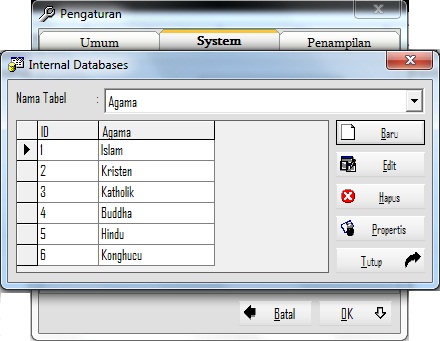 Pengaturan
Umum System Penampilan
Internal Databases
Nama Tabel : Agama
ID Agama
1 Islam
2 Kristen
3 Katholik
4 Buddha
5 Hindu
6 Konghucu
Baru
Edit
Hapus
Propertis
Tutup
Batal OK